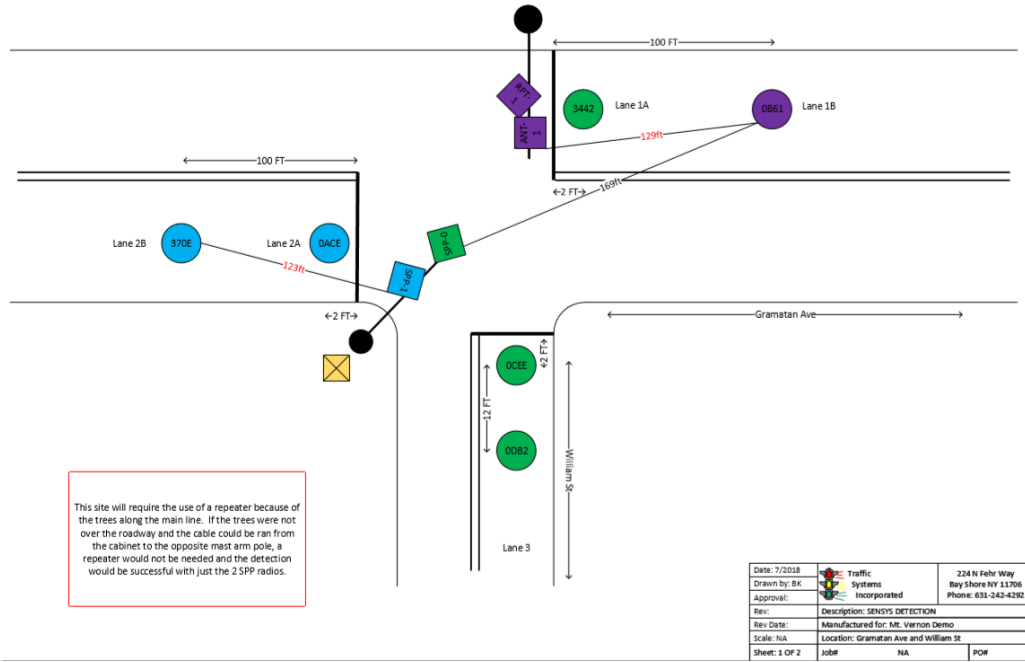 100 FT
RPT-
1
3442
Lane 1A
0B61
Lane 1B
ANT-
1
129ft
100 FT
2 FT
169ft
Lane 2B
370E
Lane 2A
0ACE
SPP-0
SPP-1
123ft
2 FT
Gramatan Ave
0CEE
2 FT
12 FT
0DB2
William St
Lane 3
This site will require the use of a repeater because of
the trees along the main line. If the trees were not
over the roadway and the cable could be ran from
the cabinet to the opposite mast arm pole, a
repeater would not be needed and the detection
would be successful with just the 2 SPP radios.
Date: 7/2018
Drawn by: BK
Approval:
Traffic
Systems
Incorporated
224 N Fehr Way
Bay Shore NY 11706
Phone: 631-242-4292
Rev:
Description: SENSYS DETECTION
Rev Date:
Manufactured for: Mt. Vernon Demo
Scale: NA
Location: Gramatan Ave and William St
Sheet: 1 OF 2
Job# NA
PO#